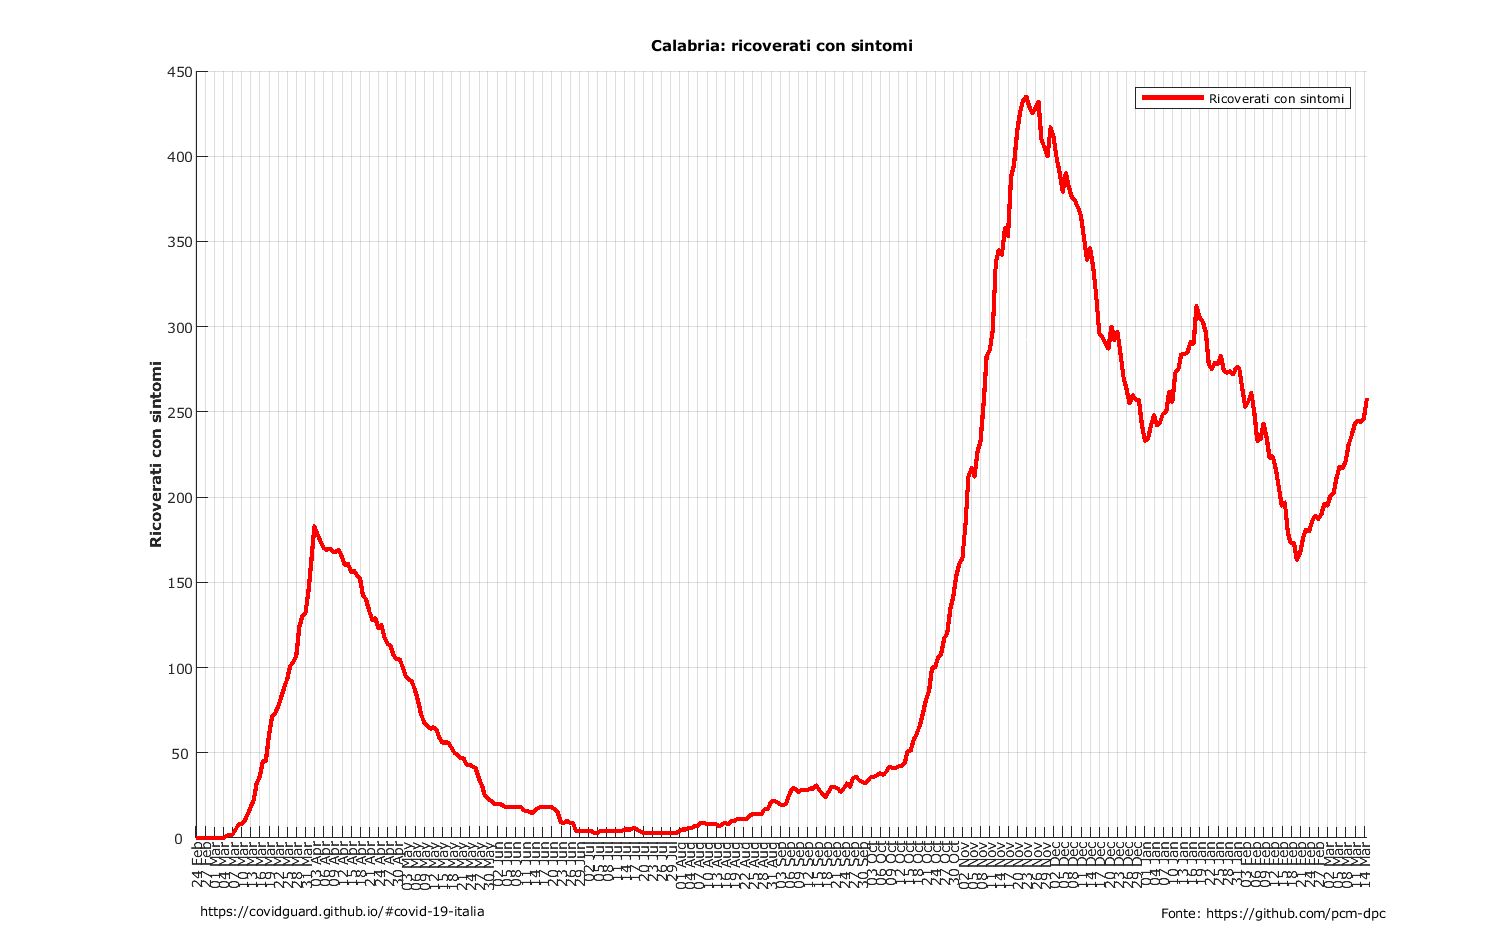 Calabria: ricoverati con sintomi
450
400
350
300
250
200
150
100
50
0
Ricoverati con sintomi
Ricoverati con sintomi
24 Feb
27 Feb
01 Mar
04 Mar
07 Mar
10 Mar
13 Mar
16 Mar
19 Mar
22 Mar
25 Mar
28 Mar
31 Mar
03 Apr
06 Apr
09 Apr
12 Apr
15 Apr
18 Apr
21 Apr
24 Apr
27 Apr
30 Apr
03 May
06 May
09 May
12 May
15 May
18 May
21 May
24 May
27 May
30 May
02 Jun
05 Jun
08 Jun
11 Jun
14 Jun
17 Jun
20 Jun
23 Jun
26 Jun
29 Jun
02 Jul
05 Jul
08 Jul
11 Jul
14 Jul
17 Jul
20 Jul
23 Jul
26 Jul
29 Jul
01 Aug
04 Aug
07 Aug
10 Aug
13 Aug
16 Aug
19 Aug
22 Aug
25 Aug
28 Aug
31 Aug
03 Sep
06 Sep
09 Sep
12 Sep
15 Sep
18 Sep
21 Sep
24 Sep
27 Sep
30 Sep
03 Oct
06 Oct
09 Oct
12 Oct
15 Oct
18 Oct
21 Oct
24 Oct
27 Oct
30 Oct
02 Nov
05 Nov
08 Nov
11 Nov
14 Nov
17 Nov
20 Nov
23 Nov
26 Nov
29 Nov
02 Dec
05 Dec
08 Dec
11 Dec
14 Dec
17 Dec
20 Dec
23 Dec
26 Dec
29 Dec
01 Jan
04 Jan
07 Jan
10 Jan
13 Jan
16 Jan
19 Jan
22 Jan
25 Jan
28 Jan
31 Jan
03 Feb
06 Feb
09 Feb
12 Feb
15 Feb
18 Feb
21 Feb
24 Feb
27 Feb
02 Mar
05 Mar
08 Mar
11 Mar
14 Mar
https://covidguard.github.io/#covid-19-italia
Fonte: https://github.com/pcm-dpc